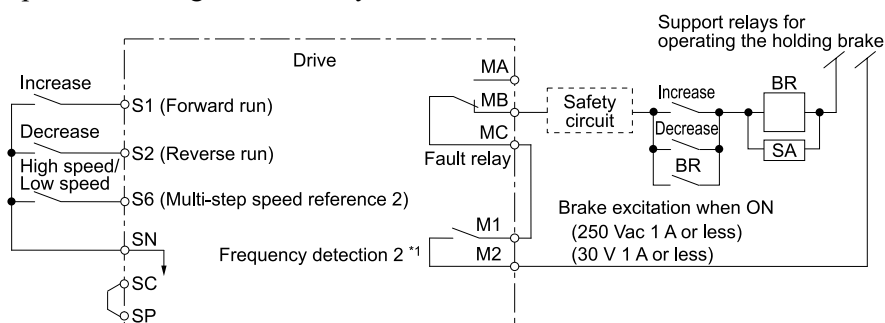 Support relays for
operating the holding brake
Drive
MA
Increase
S1 (Forward run)
MB
Safety
circuit
Increase
BR
Decrease
S2 (Reverse run)
MC
Decrease
SA
High speed/
Low speed
Fault relay
BR
S6 (Multi-step speed reference 2)
Brake excitation when ON
(250 Vac 1 A or less)
(30 V 1 A or less)
SN
M1
Frequency detection 2 *1
M2
SC
SP